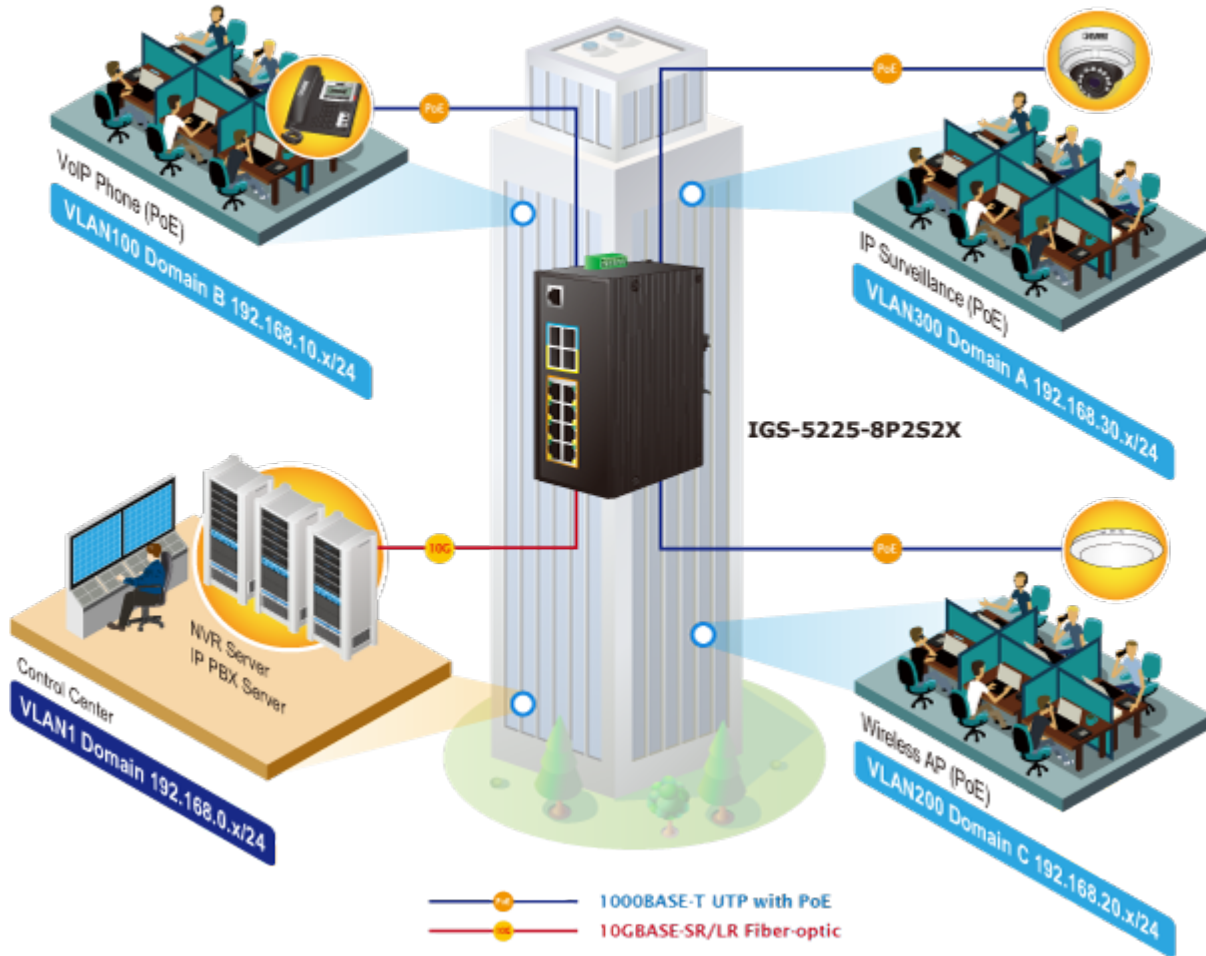 PoE
PoE
VoIP Phone (PoE)
VLAN100 Domain B 192.168.10.x/24
IP Surveillance (PoE)
VLAN300 Domain A 192.168.30.x/24
IGS-5225-8P2S2X
10G
PoE
NVR Server
IP PBX Server
Control Center
VLAN1 Domain 192.168.0.x/24
Wireless AP (PoE)
VLAN200 Domain C 192.168.20.x/24
PoE 1000BASE-T UTP with PoE
10G 10GBASE-SR/LR Fiber-optic